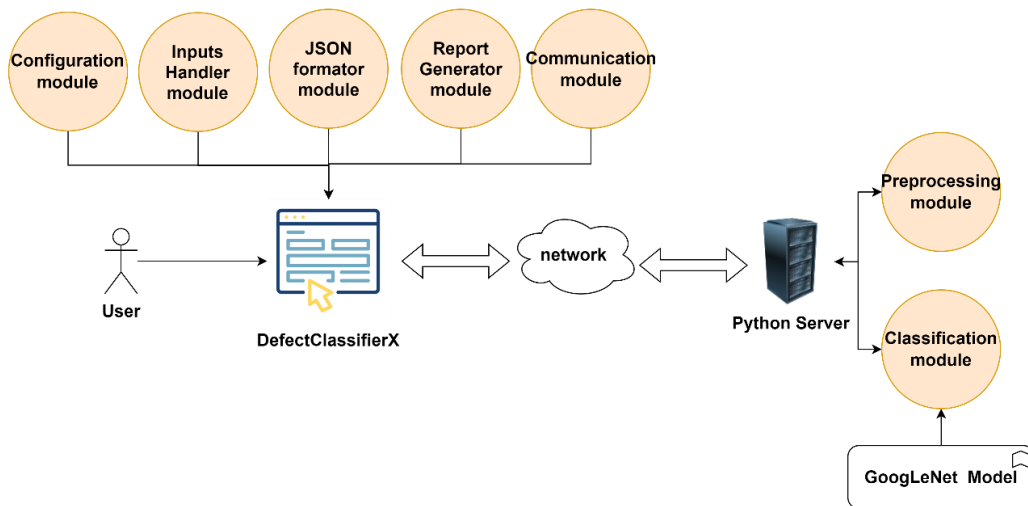 Configuration
module
Inputs
Handler
module
JSON
formator
module
Report
Generator
module
Communication
module
Preprocessing
module
network
User
DefectClassifierX
Python Server
Classification
module
GoogLeNet Model